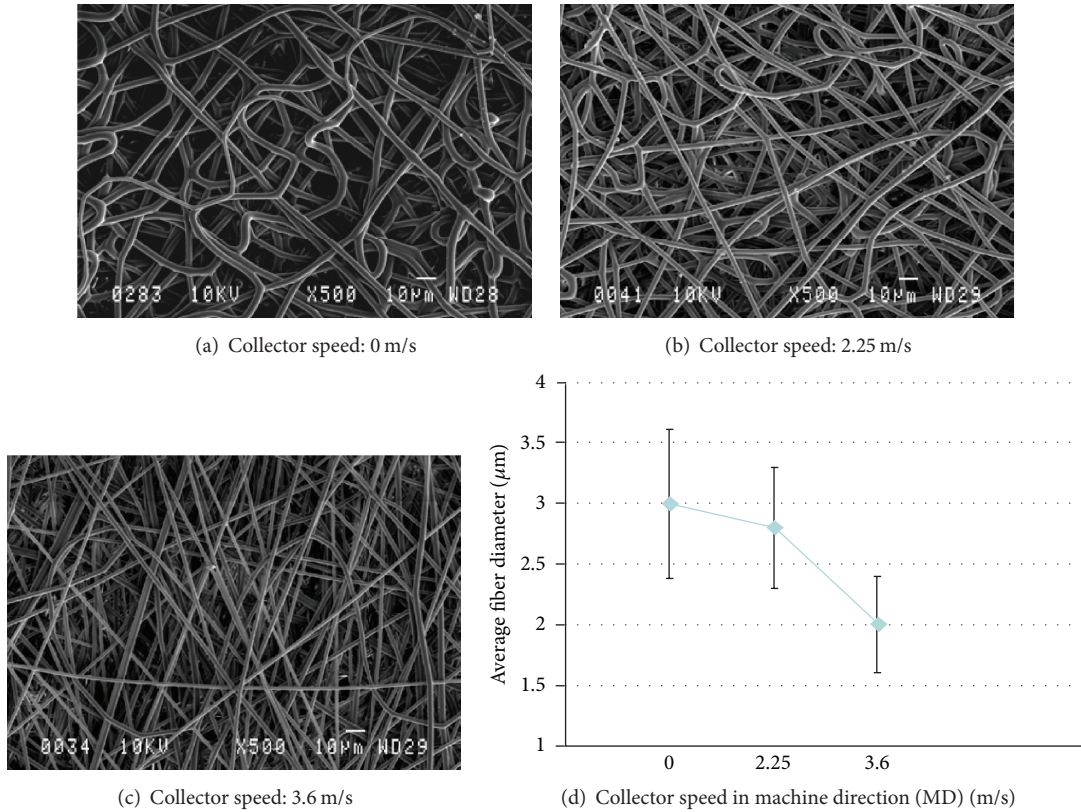 0283 10KV X500 10μm WD28
0041 10KV X500 10μm WD29
(a) Collector speed: 0 m/s
(b) Collector speed: 2.25 m/s
0034 10KV X500 10μm WD29
(c) Collector speed: 3.6 m/s
Average fiber diameter (μm)
4
3.5
3
2.5
2
1.5
1
0 2.25 3.6
(d) Collector speed in machine direction (MD) (m/s)